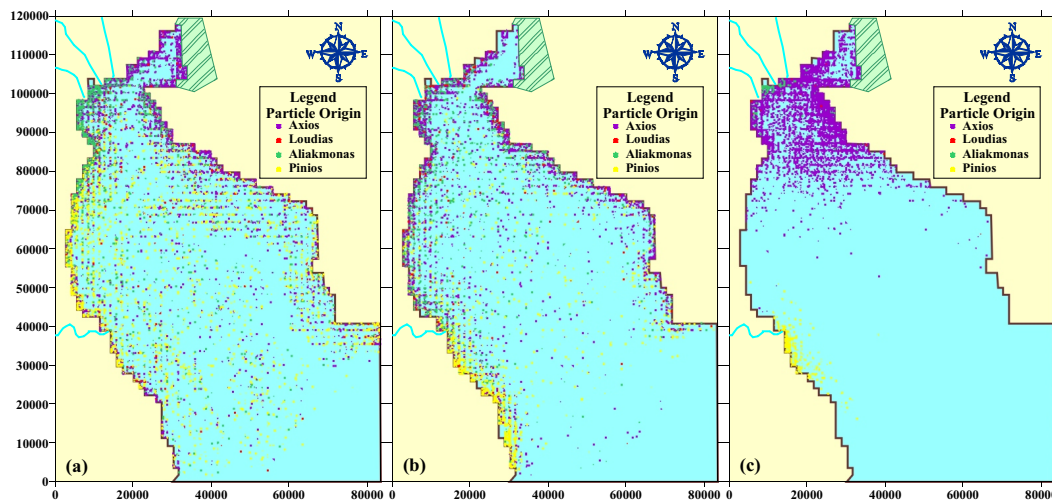 120000
110000
100000
90000
80000
70000
60000
50000
40000
30000
20000
10000
0
N
W E
S
Legend
Particle Origin
Axios
Loudias
Aliakmonas
Pinios
(a)
0 20000 40000 60000 80000
N
W E
S
Legend
Particle Origin
Axios
Loudias
Aliakmonas
Pinios
(b)
0 20000 40000 60000 80000
N
W E
S
Legend
Particle Origin
Axios
Loudias
Aliakmonas
Pinios
(c)
0 20000 40000 60000 80000